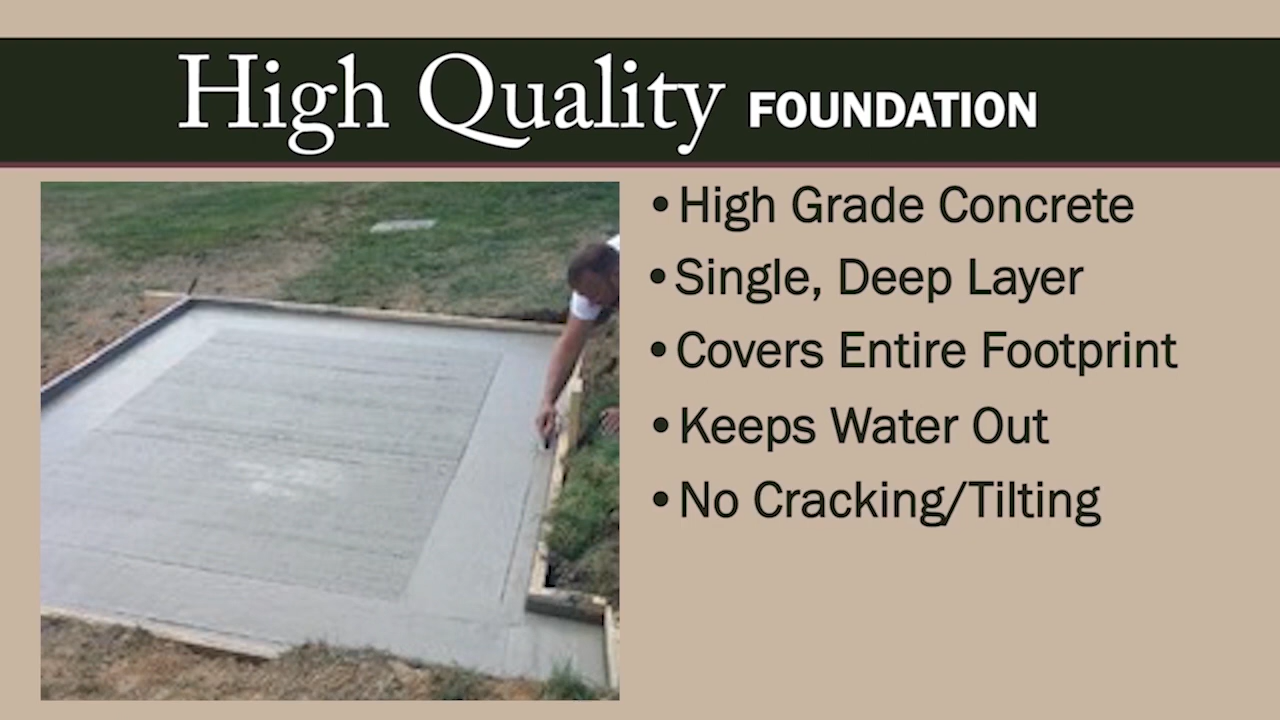 High Quality FOUNDATION
•High Grade Concrete
•Single, Deep Layer
•Covers Entire Footprint
•Keeps Water Out
•No Cracking/Tilting